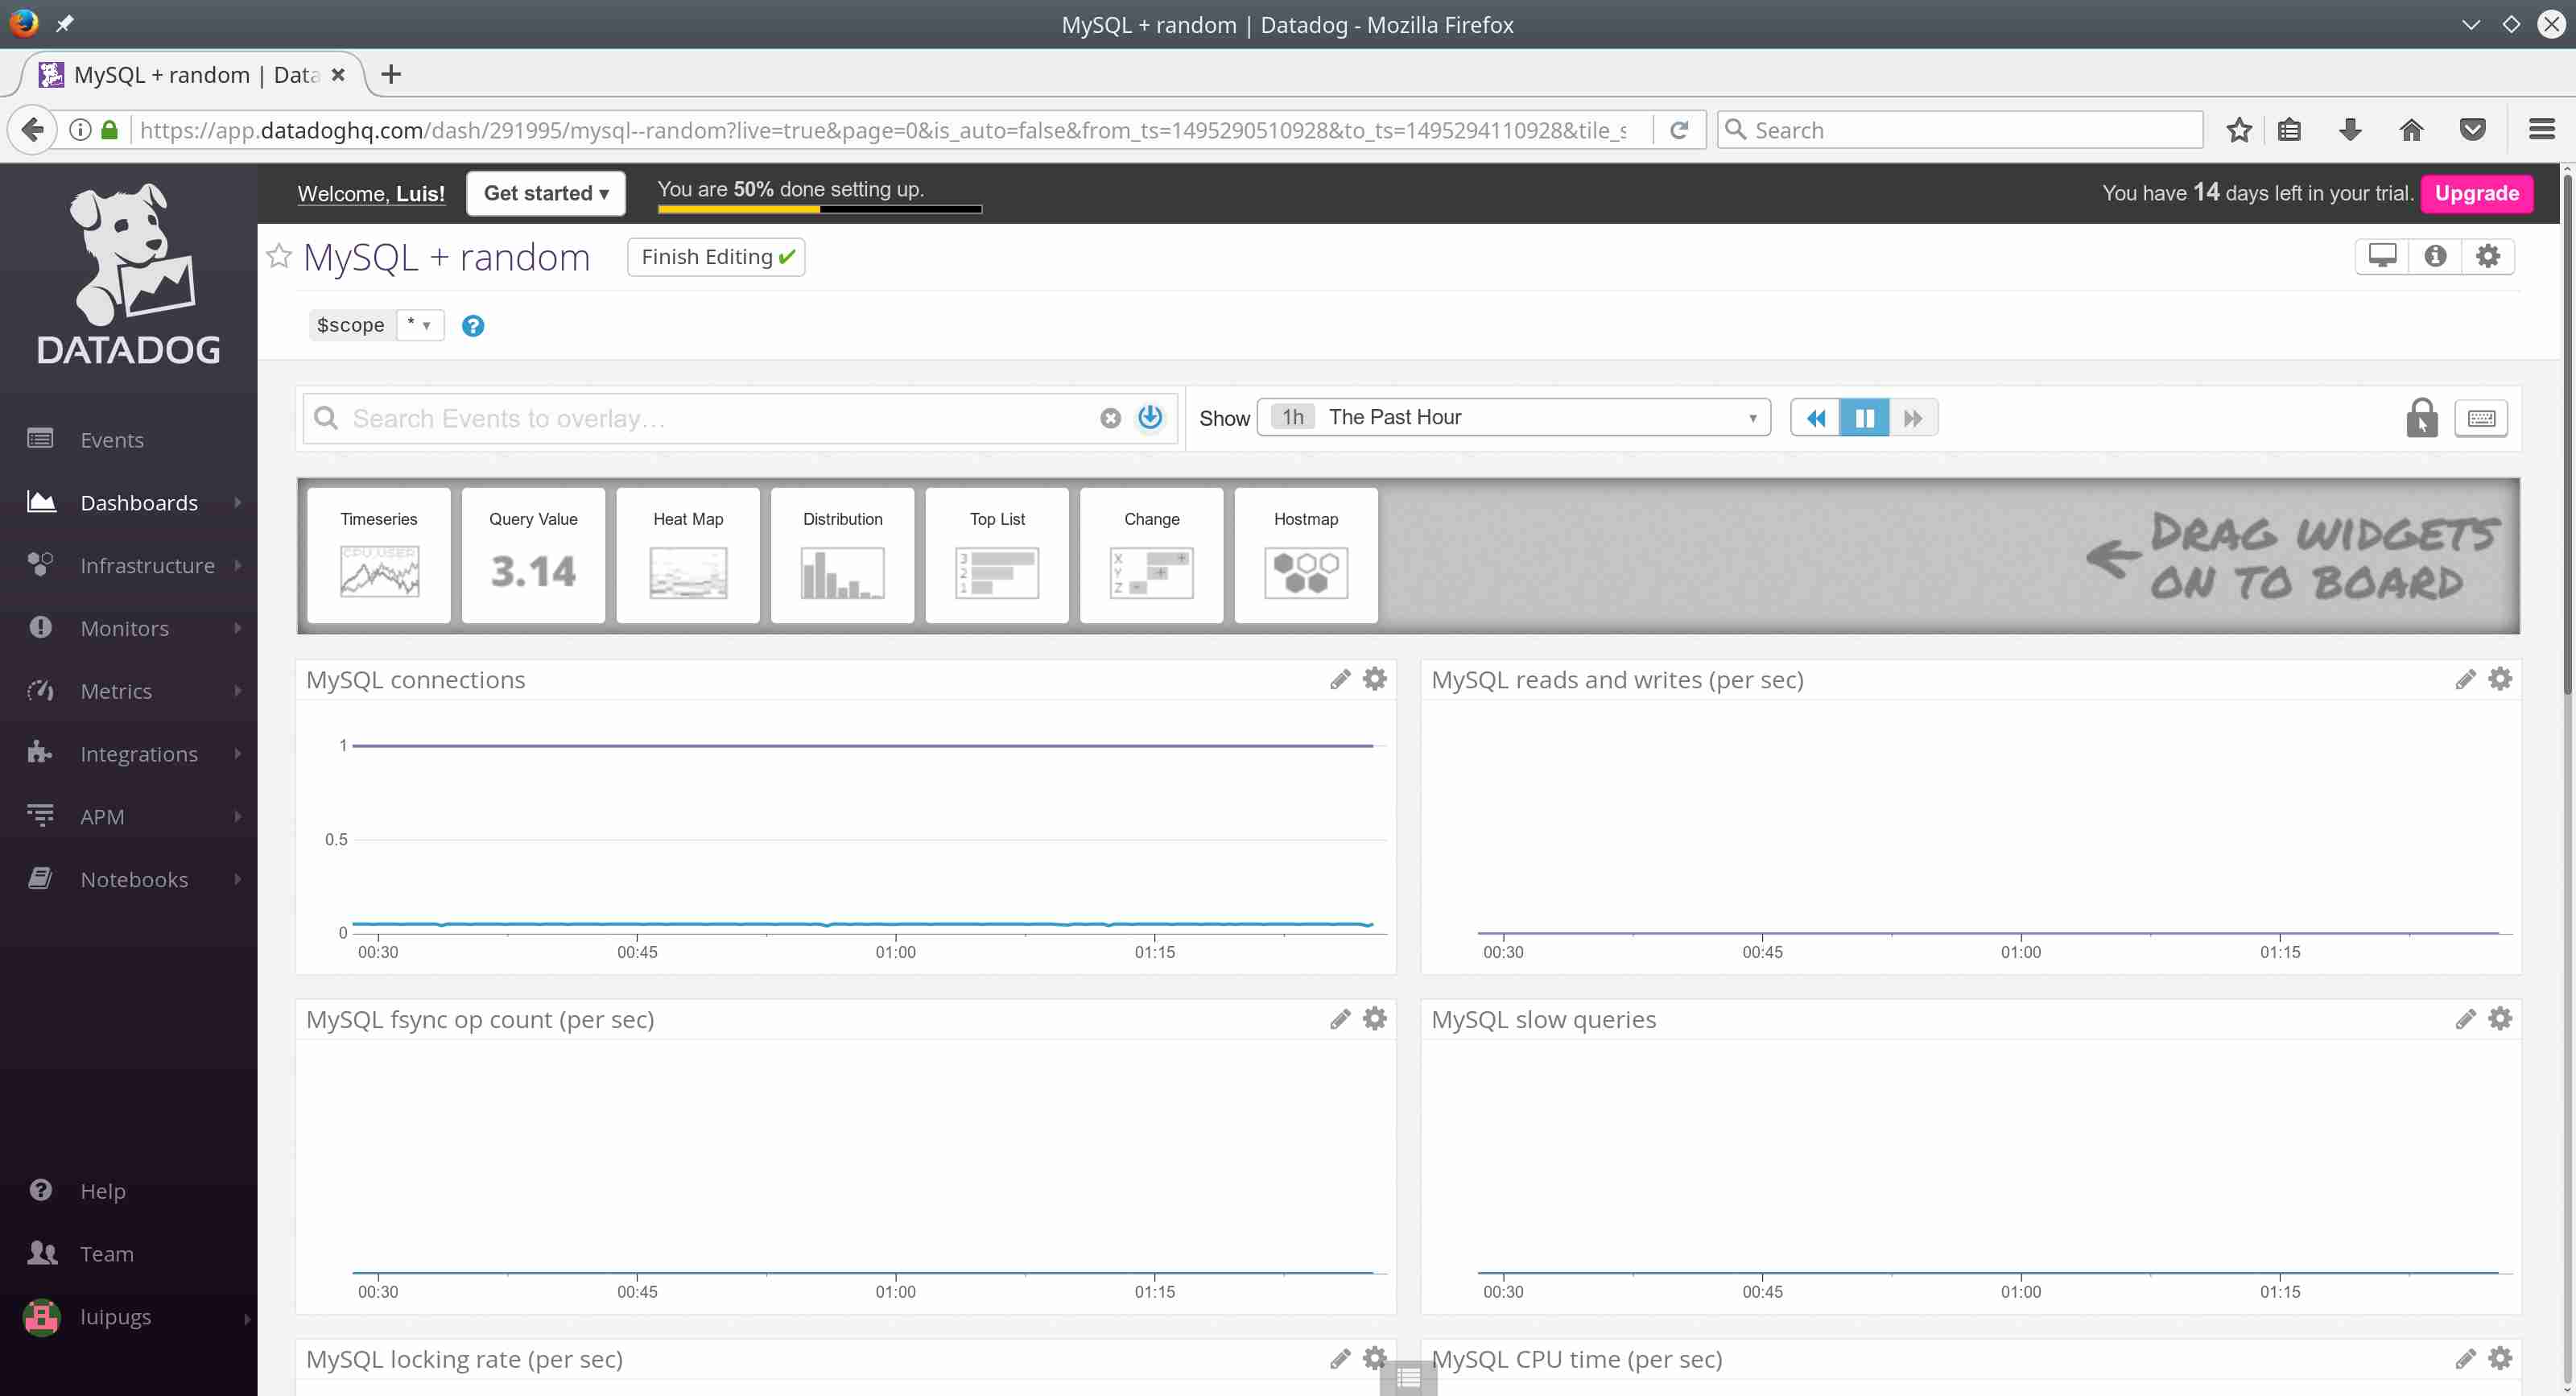 MySQL + random | Datadog - Mozilla Firefox
MySQL + random | Data
https://app.datadoghq.com/dash/291995/mysql--random?live=true&page=0&is_auto=false&from_ts=1495290510928&to_ts=1495294110928&tile_s
Search
Welcome, Luis!
Get started ▾
You are 50% done setting up.
You have 14 days left in your trial.
Upgrade
DATADOG
MySQL + random
Finish Editing ✔
$scope
* ▾
Search Events to overlay...
Show
1h The Past Hour
Events
Dashboards
Infrastructure
Monitors
Metrics
Integrations
APM
Notebooks
Help
Team
luipugs
Timeseries
CPU USER
Query Value
3.14
Heat Map
Distribution
Top List
3
2
1
Change
X +
Y +
Z -
Hostmap
DRAG WIDGETS
ON TO BOARD
MySQL connections
1
0.5
0
00:30 00:45 01:00 01:15
MySQL reads and writes (per sec)
00:30 00:45 01:00 01:15
MySQL fsync op count (per sec)
00:30 00:45 01:00 01:15
MySQL slow queries
00:30 00:45 01:00 01:15
MySQL locking rate (per sec)
MySQL CPU time (per sec)